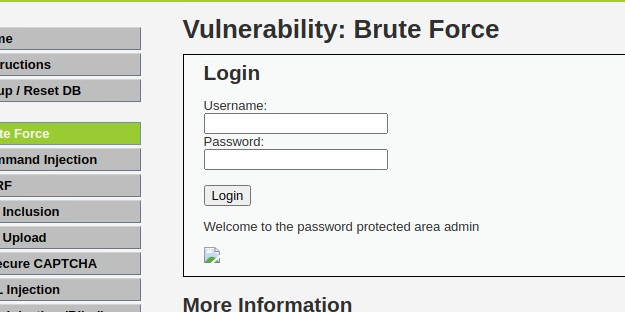 Vulnerability: Brute Force
me
ructions
up / Reset DB
te Force
mmand Injection
RF
Inclusion
Upload
ecure CAPTCHA
L Injection
Login
Username:
Password:
Login
Welcome to the password protected area admin
More Information